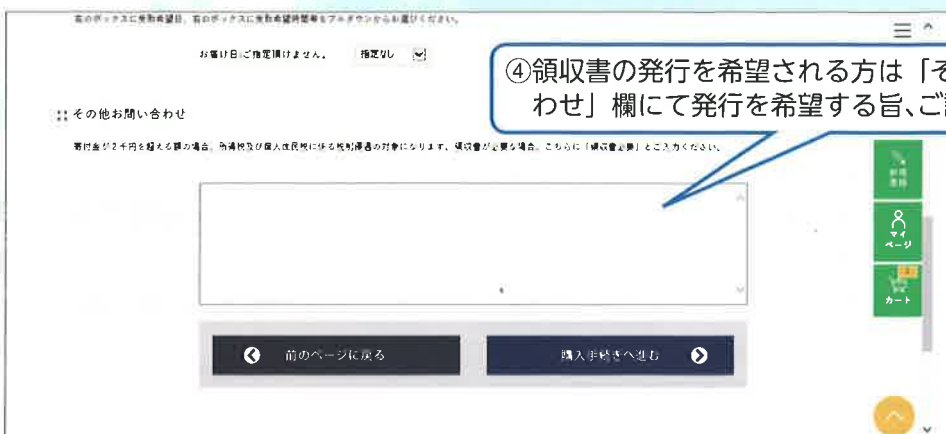 右のボックスに受取希望日、右のボックスに受取希望時間帯をプルダウンからお選びください。
お届け日ご指定頂けません。 指定なし
④領収書の発行を希望される方は「そ
わせ」欄にて発行を希望する旨、ご
その他お問い合わせ
寄付金が2千円を超える額の場合、所得税及び個人住民税に係る税制優遇の対象になります、領収書が必要な場合、こちらに「領収書必要」とご入力ください。
新規
登録
マイ
ページ
カート
前のページに戻る
購入手続きへ進む